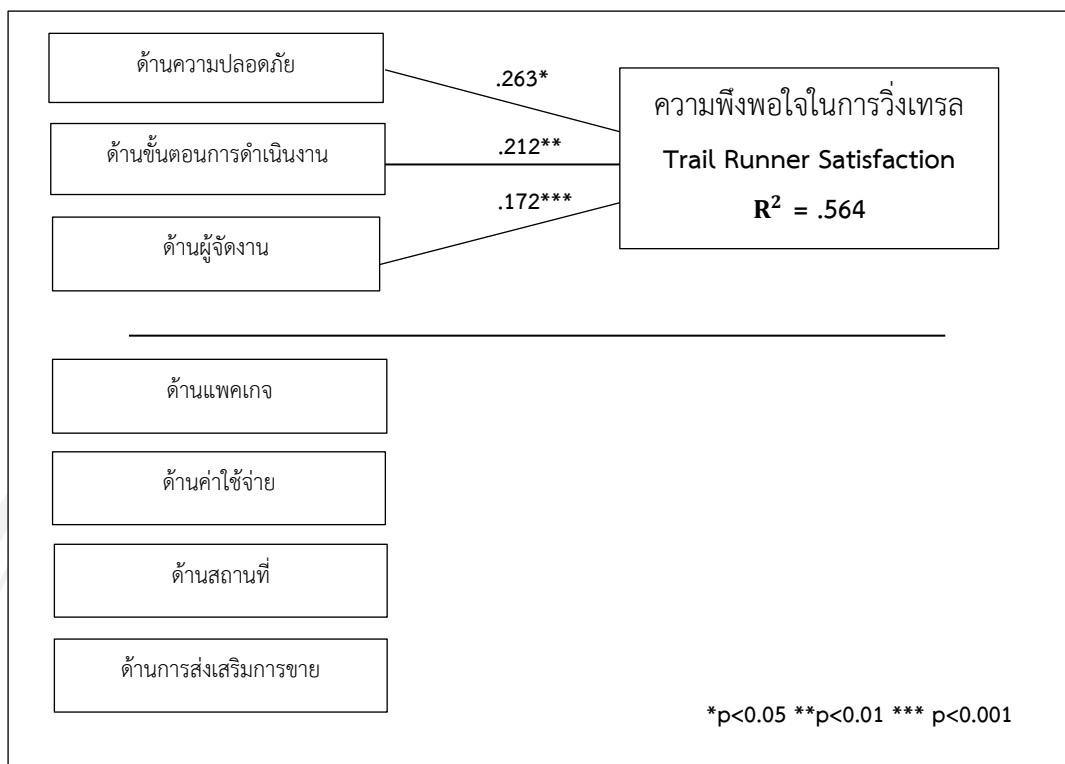 ด้านความปลอดภัย
.263*
ความพึงพอใจในการวิ่งเทรล
ด้านขั้นตอนการดำเนินงาน
.212**
Trail Runner Satisfaction
.172***
R² = .564
ด้านผู้จัดงาน
ด้านแพคเกจ
ด้านค่าใช้จ่าย
ด้านสถานที่
ด้านการส่งเสริมการขาย
*p<0.05 **p<0.01 *** p<0.001